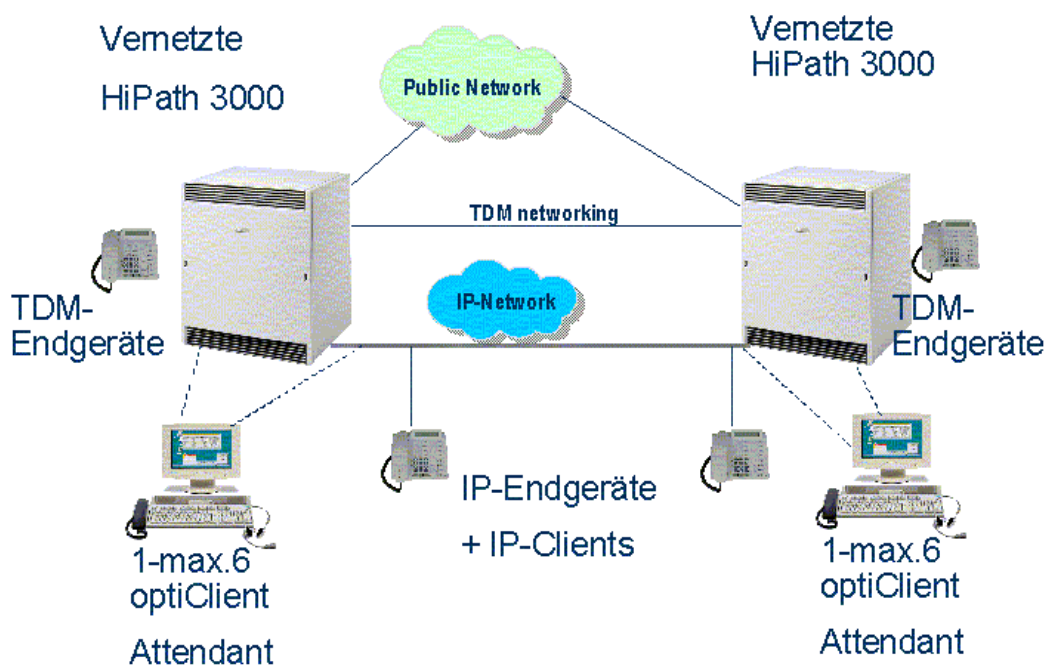 Vernetzte
HiPath 3000
Vernetzte
HiPath 3000
Public Network
TDM networking
IP-Network
TDM-
Endgeräte
TDM-
Endgeräte
IP-Endgeräte
+ IP-Clients
1-max.6
optiClient
Attendant
1-max.6
optiClient
Attendant